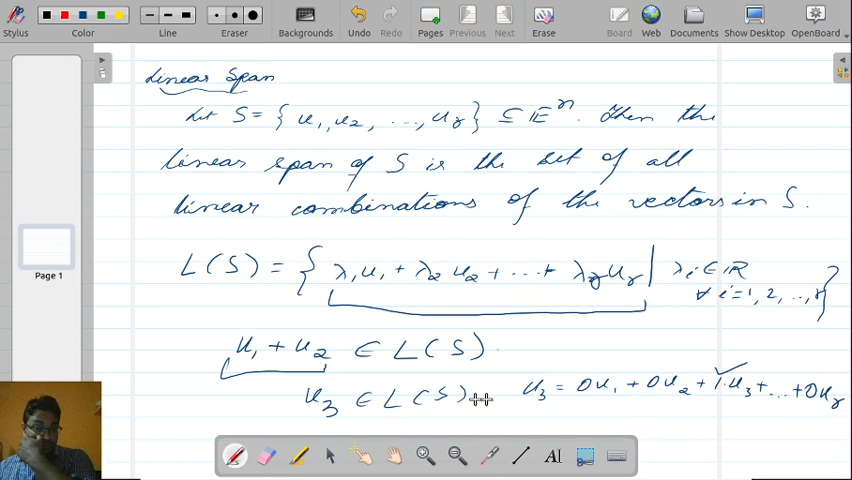 Stylus Color Line Eraser Backgrounds Undo Redo Pages Previous Next Erase Board Web Documents Show Desktop OpenBoard
Linear Span
Let S = { u₁, u₂, ..., uᵣ } ⊆ 𝔼ⁿ. Then the
linear span of S is the set of all
linear combinations of the vectors in S.
L(S) = { λ₁u₁ + λ₂u₂ + ... + λᵣuᵣ | λᵢ ∈ ℝ
∀ i = 1, 2, .., r }
u₁ + u₂ ∈ L(S)
u₃ ∈ L(S) u₃ = 0u₁ + 0u₂ + 1.u₃ + ... + 0uᵣ
Page 1